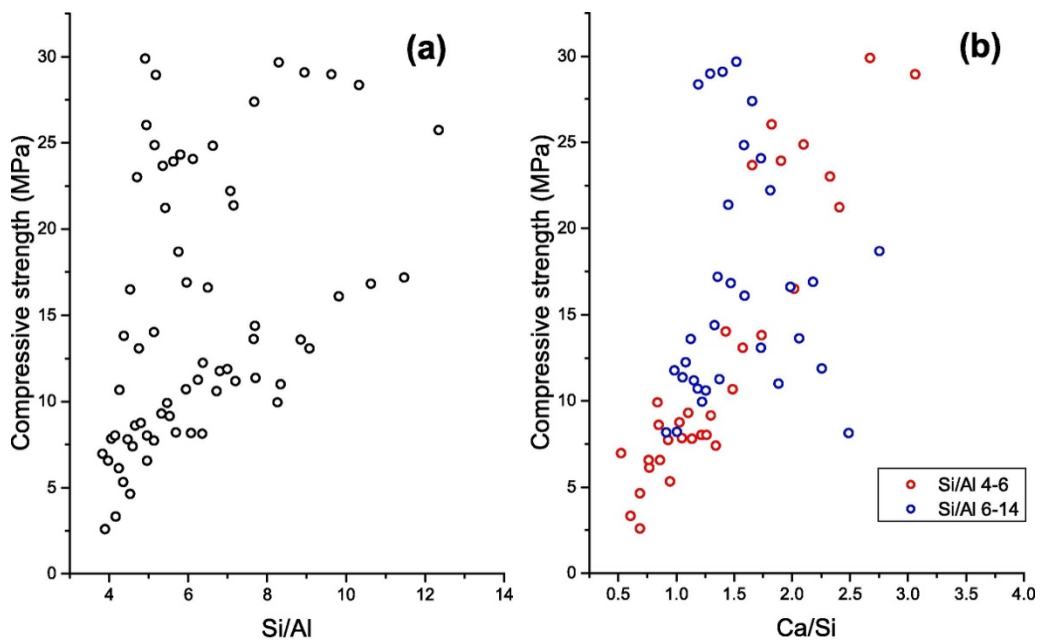 (a)
Compressive strength (MPa)
30
25
20
15
10
5
0
4 6 8 10 12 14
Si/Al
(b)
Compressive strength (MPa)
30
25
20
15
10
5
0
0.5 1.0 1.5 2.0 2.5 3.0 3.5 4.0
Ca/Si
Si/Al 4-6
Si/Al 6-14